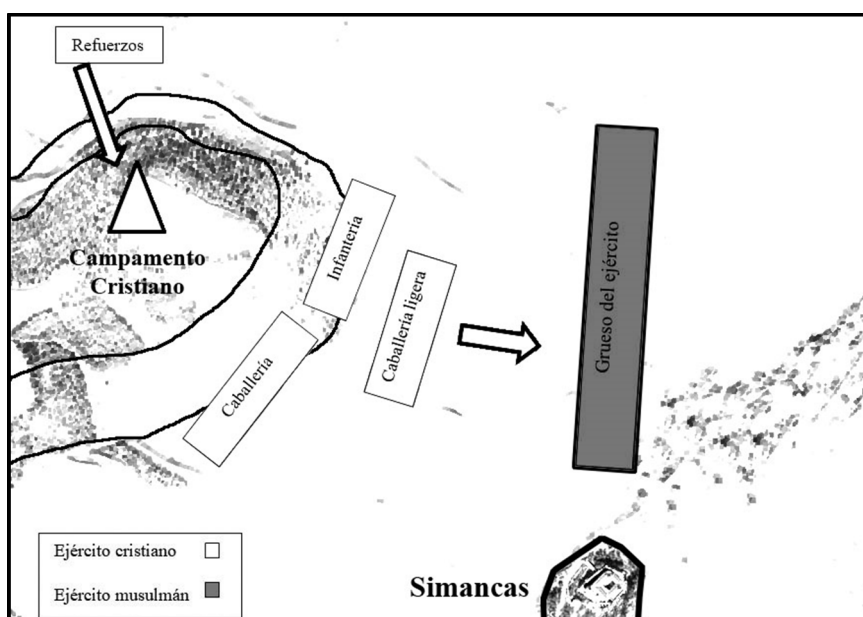 Refuerzos
Campamento
Cristiano
Infantería
Caballería ligera
Caballería
Grueso del ejército
Simancas
Ejército cristiano
Ejército musulmán